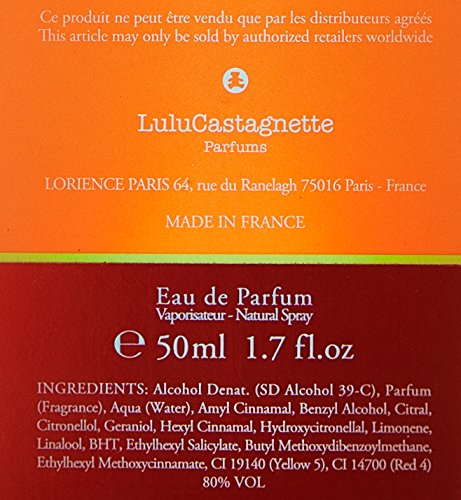 Ce produit ne peut être vendu que par les distributeurs agréés
This article may only be sold by authorized retailers worldwide
LuluCastagnette
Parfums
LORIENCE PARIS 64, rue du Ranelagh 75016 Paris - France
MADE IN FRANCE
Eau de Parfum
Vaporisateur - Natural Spray
℮ 50ml 1.7 fl.oz
INGREDIENTS: Alcohol Denat. (SD Alcohol 39-C), Parfum
(Fragrance), Aqua (Water), Amyl Cinnamal, Benzyl Alcohol, Citral,
Citronellol, Geraniol, Hexyl Cinnamal, Hydroxycitronellal, Limonene,
Linalool, BHT, Ethylhexyl Salicylate, Butyl Methoxydibenzoylmethane,
Ethylhexyl Methoxycinnamate, CI 19140 (Yellow 5), CI 14700 (Red 4)
80% VOL